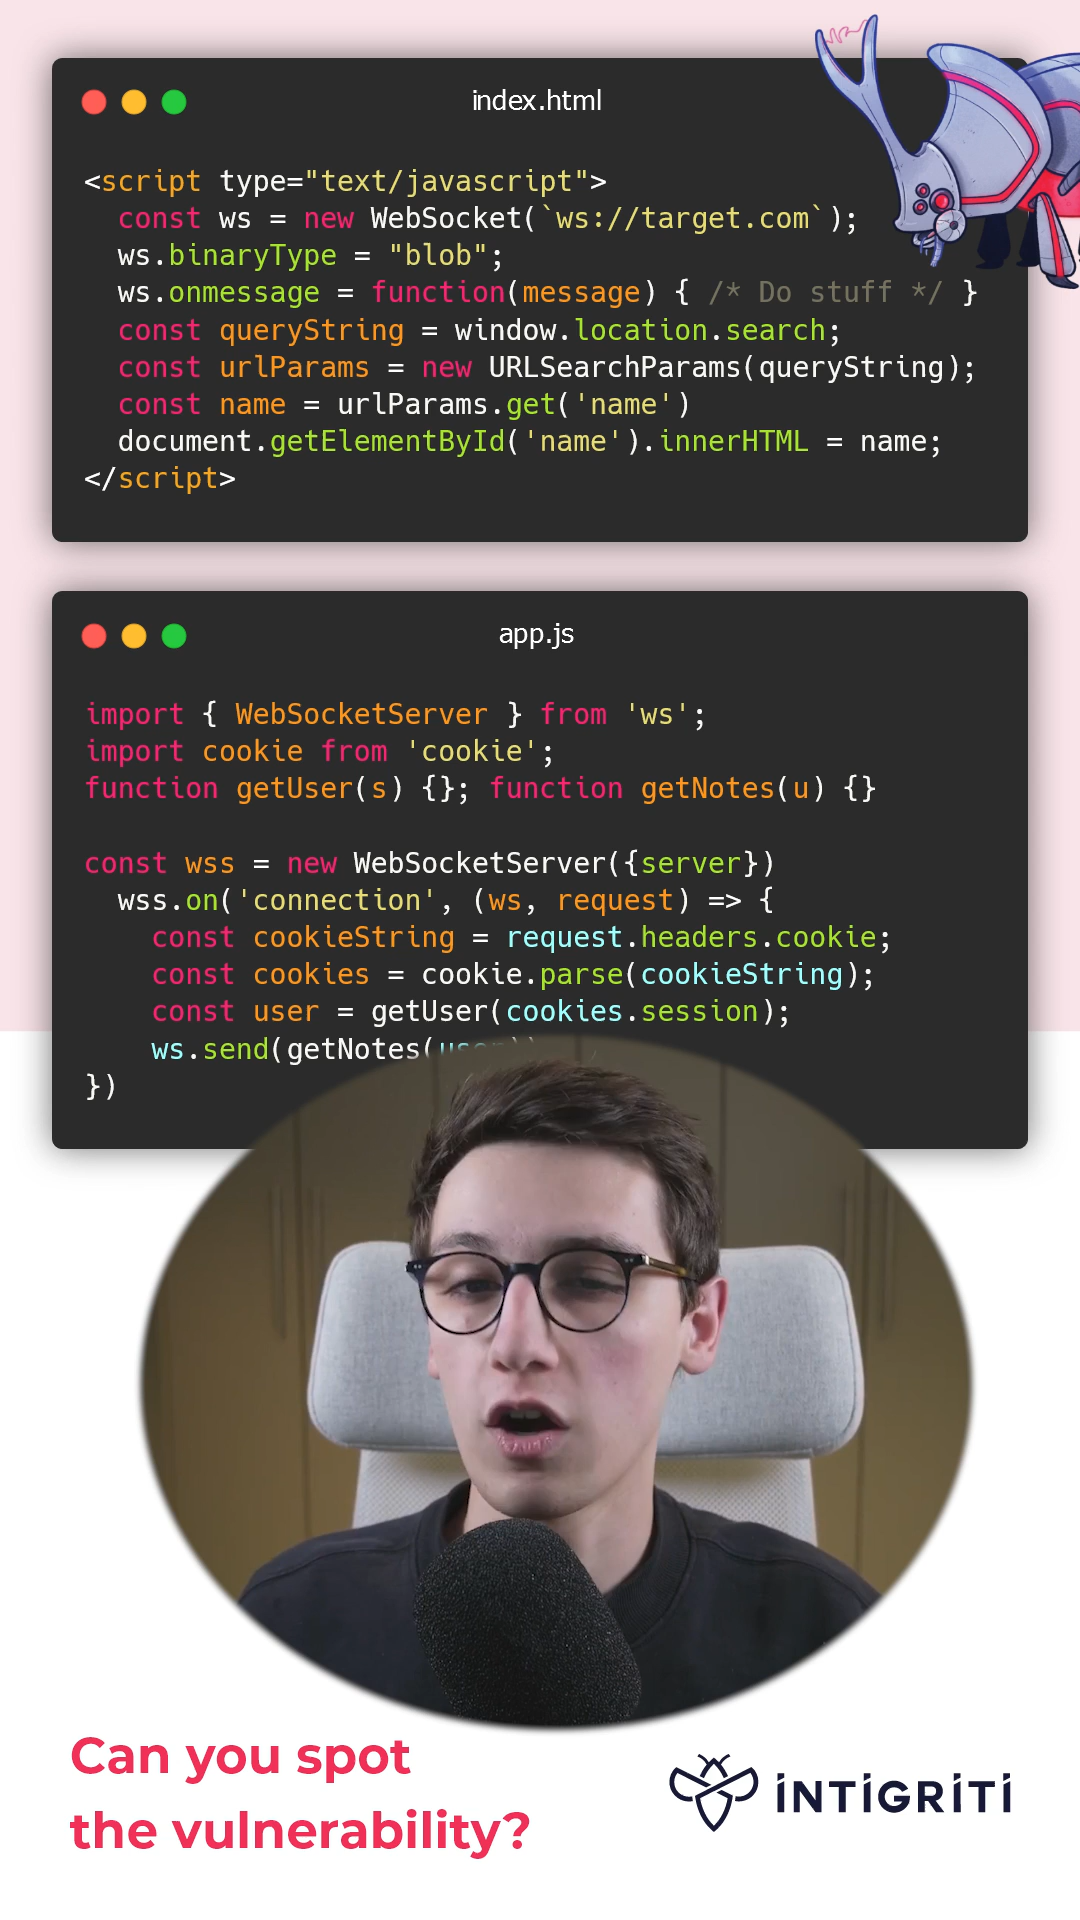 index.html
<script type="text/javascript">
  const ws = new WebSocket(`ws://target.com`);
  ws.binaryType = "blob";
  ws.onmessage = function(message) { /* Do stuff */ }
  const queryString = window.location.search;
  const urlParams = new URLSearchParams(queryString);
  const name = urlParams.get('name')
  document.getElementById('name').innerHTML = name;
</script>
app.js
import { WebSocketServer } from 'ws';
import cookie from 'cookie';
function getUser(s) {}; function getNotes(u) {}

const wss = new WebSocketServer({server})
  wss.on('connection', (ws, request) => {
    const cookieString = request.headers.cookie;
    const cookies = cookie.parse(cookieString);
    const user = getUser(cookies.session);
    ws.send(getNotes(user))
})
Can you spot
the vulnerability?
INTIGRITI